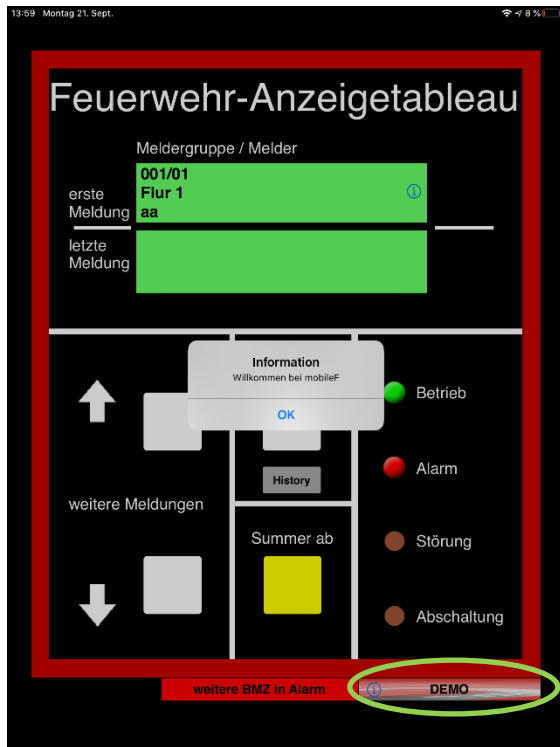 13:59 Montag 21. Sept.
8 %
Feuerwehr-Anzeigetableau
Meldergruppe / Melder
erste
Meldung
001/01
Flur 1
aa
letzte
Meldung
Information
Willkommen bei mobileF
OK
History
weitere Meldungen
Summer ab
Betrieb
Alarm
Störung
Abschaltung
weitere BMZ in Alarm
DEMO